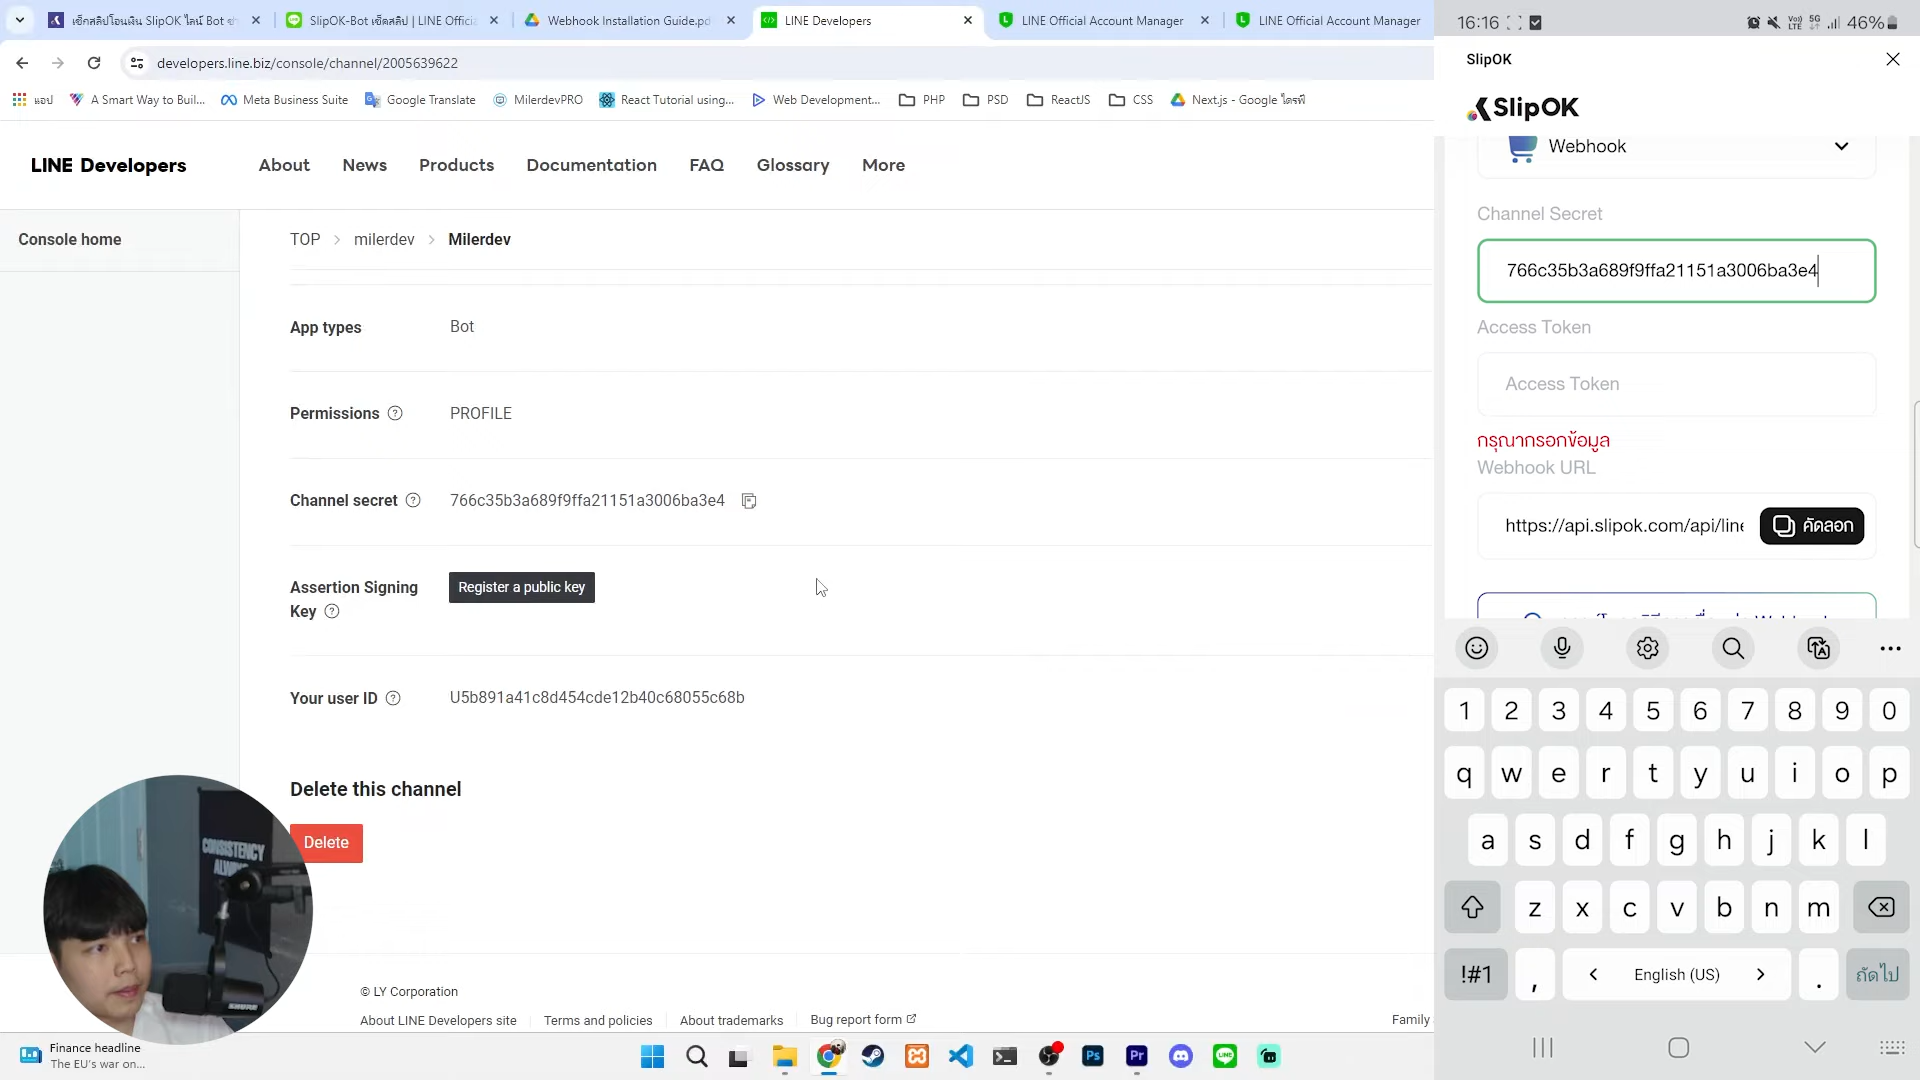 เช็กสลิปโอนเงิน SlipOK ไลน์ Bot
SlipOK-Bot เช็คสลิป | LINE Officia
Webhook Installation Guide.pd
LINE Developers
LINE Official Account Manager
LINE Official Account Manager
developers.line.biz/console/channel/2005639622
แอป
A Smart Way to Buil...
Meta Business Suite
Google Translate
MilerdevPRO
React Tutorial using...
Web Development...
PHP
PSD
ReactJS
CSS
Next.js - Google ไดรฟ์
LINE Developers
About
News
Products
Documentation
FAQ
Glossary
More
Console home
TOP > milerdev > Milerdev
App types
Bot
Permissions
PROFILE
Channel secret
766c35b3a689f9ffa21151a3006ba3e4
Assertion Signing
Key
Register a public key
Your user ID
U5b891a41c8d454cde12b40c68055c68b
Delete this channel
Delete
CONSISTENCY
© LY Corporation
About LINE Developers site
Terms and policies
About trademarks
Bug report form
Family
Finance headline
The EU's war on...
16:16
5G
46%
SlipOK
SlipOK
Webhook
Channel Secret
766c35b3a689f9ffa21151a3006ba3e4
Access Token
Access Token
กรุณากรอกข้อมูล
Webhook URL
https://api.slipok.com/api/line
คัดลอก
1 2 3 4 5 6 7 8 9 0
q w e r t y u i o p
a s d f g h j k l
z x c v b n m
!#1 , < English (US) > . ถัดไป